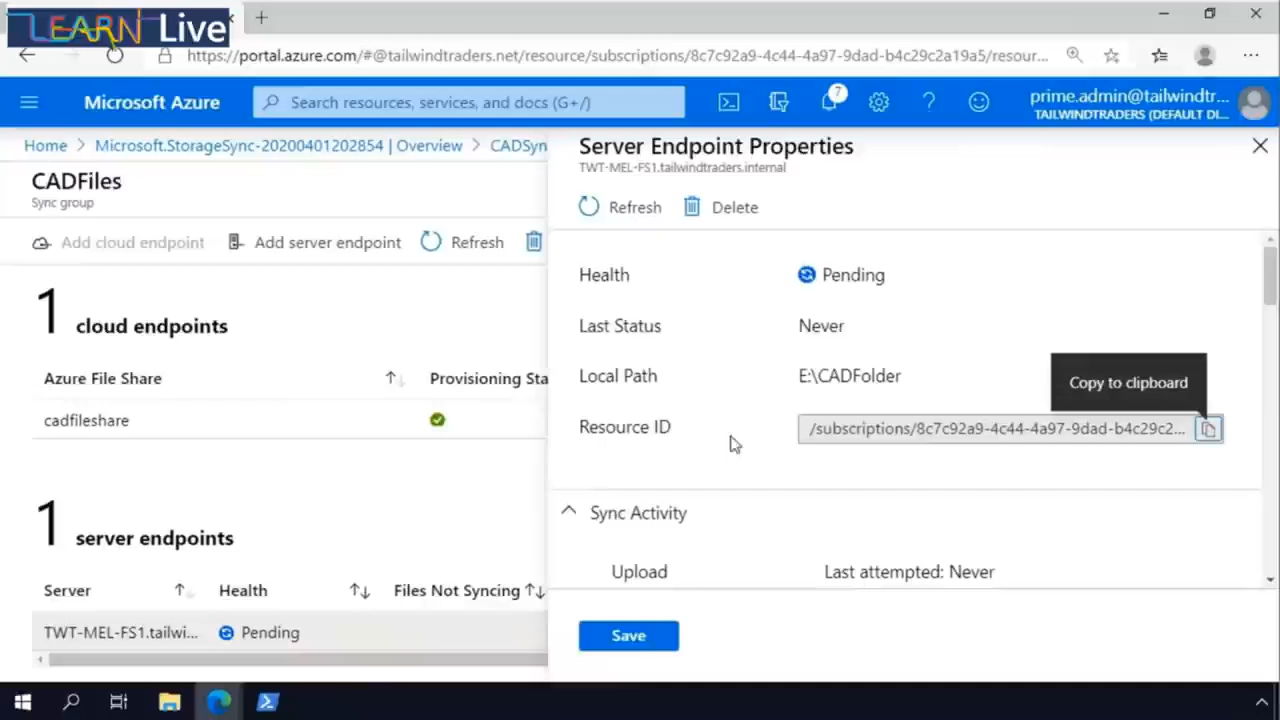 LEARN Live
https://portal.azure.com/#@tailwindtraders.net/resource/subscriptions/8c7c92a9-4c44-4a97-9dad-b4c29c2a19a5/resour...
Microsoft Azure
Search resources, services, and docs (G+/)
7
prime.admin@tailwindtr...
TAILWINDTRADERS (DEFAULT DI...
Home > Microsoft.StorageSync-20200401202854 | Overview > CADSyn
CADFiles
Sync group
Add cloud endpoint
Add server endpoint
Refresh
1 cloud endpoints
Azure File Share
Provisioning Sta
cadfileshare
1 server endpoints
Server
Health
Files Not Syncing
TWT-MEL-FS1.tailwi...
Pending
Server Endpoint Properties
TWT-MEL-FS1.tailwindtraders.internal
Refresh
Delete
Health
Pending
Last Status
Never
Local Path
E:\CADFolder
Copy to clipboard
Resource ID
/subscriptions/8c7c92a9-4c44-4a97-9dad-b4c29c2...
Sync Activity
Upload
Last attempted: Never
Save